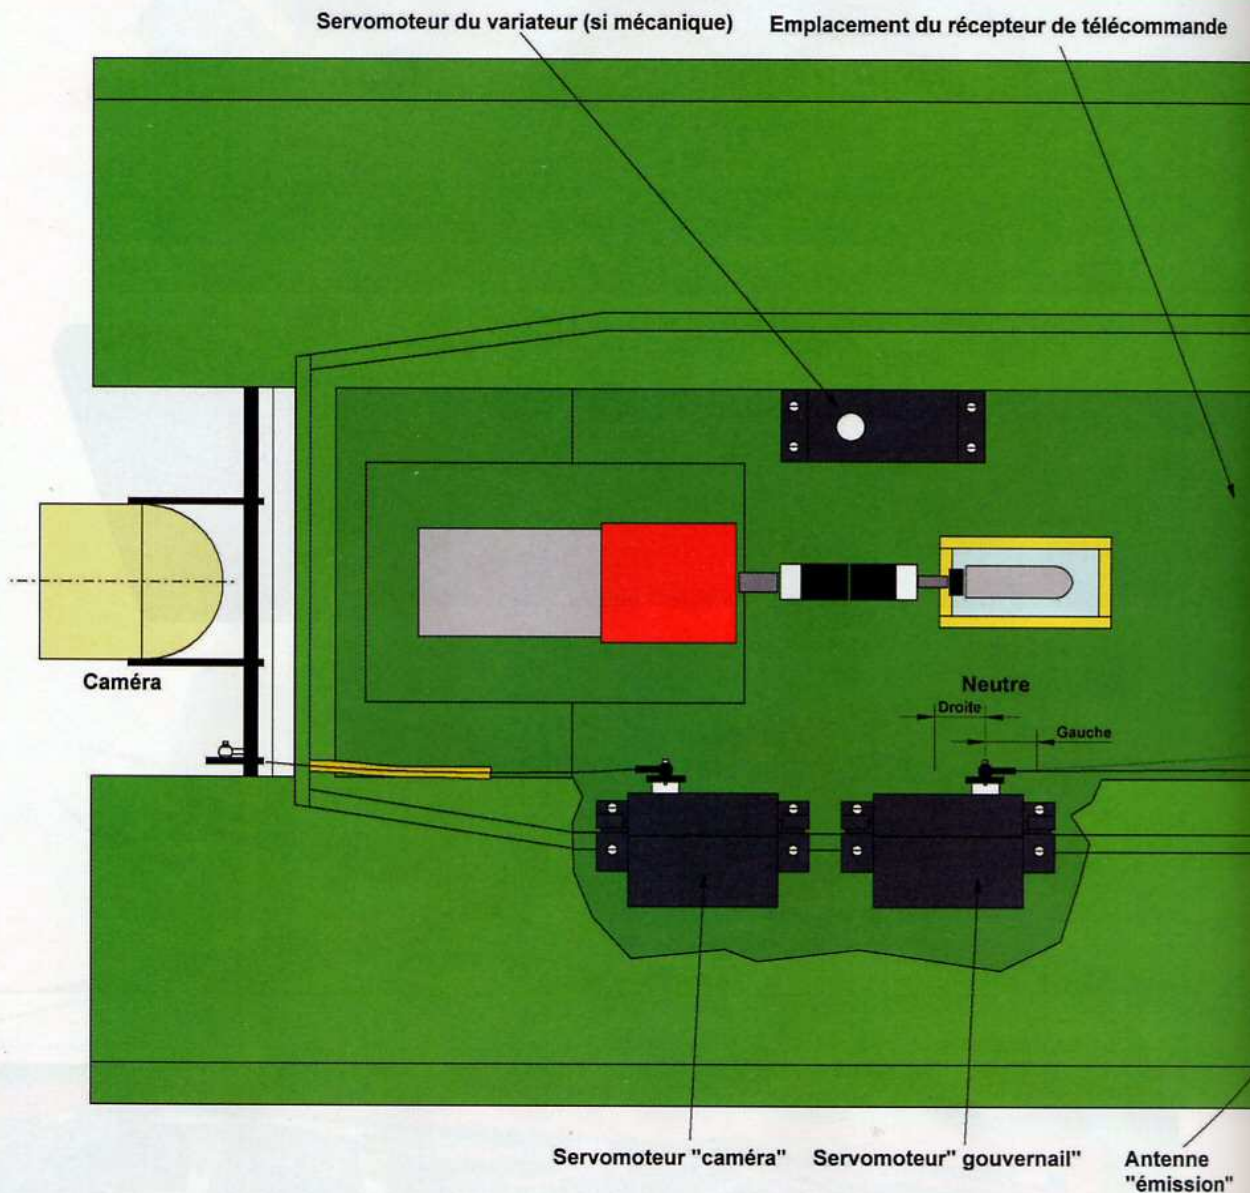 Servomoteur du variateur (si mécanique)
Emplacement du récepteur de télécommande
Caméra
Neutre
Droite
Gauche
Servomoteur "caméra"
Servomoteur" gouvernail"
Antenne
"émission"